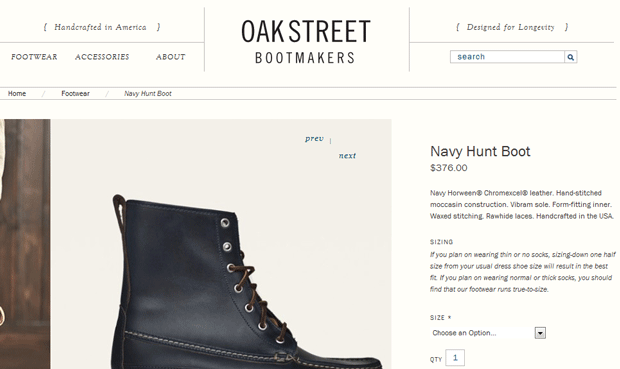 { Handcrafted in America }
OAK STREET
BOOTMAKERS
{ Designed for Longevity }
FOOTWEAR ACCESSORIES ABOUT
search
Home / Footwear / Navy Hunt Boot
prev |
next
Navy Hunt Boot
$376.00
Navy Horween® Chromexcel® leather. Hand-stitched
moccasin construction. Vibram sole. Form-fitting inner.
Waxed stitching. Rawhide laces. Handcrafted in the USA.
SIZING
If you plan on wearing thin or no socks, sizing-down one half
size from your usual dress shoe size will result in the best
fit. If you plan on wearing normal or thick socks, you should
find that our footwear runs true-to-size.
SIZE *
Choose an Option...
QTY 1